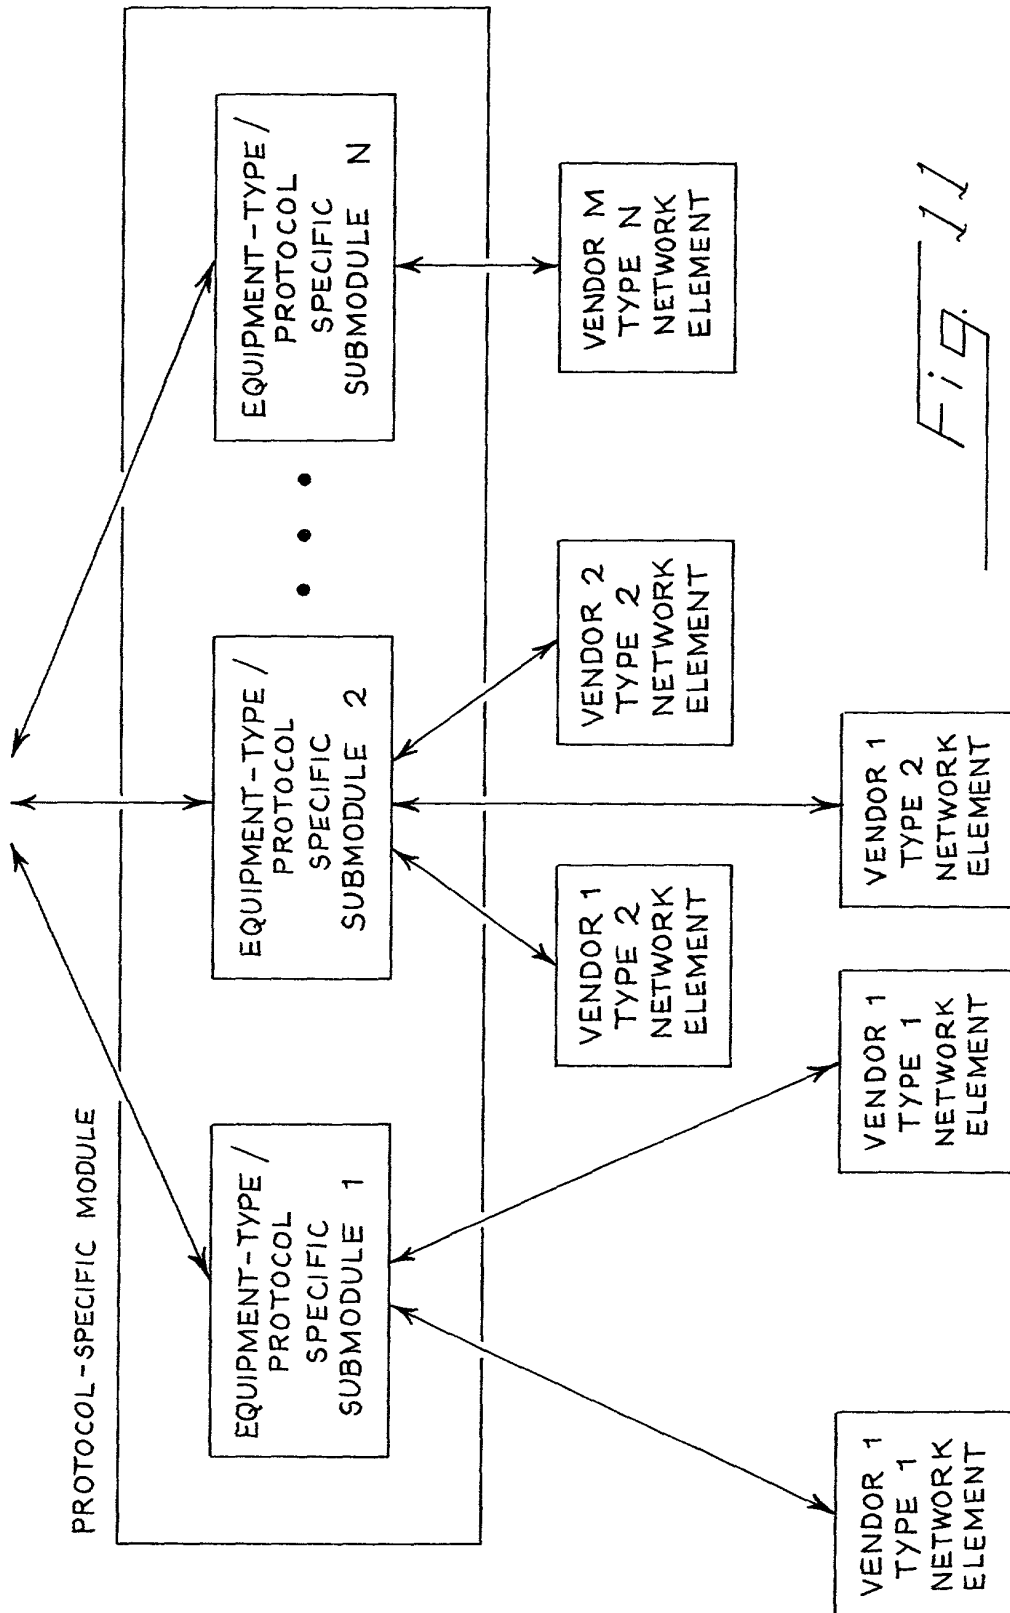 PROTOCOL-SPECIFIC MODULE
EQUIPMENT-TYPE/
PROTOCOL
SPECIFIC
SUBMODULE 1
EQUIPMENT-TYPE/
PROTOCOL
SPECIFIC
SUBMODULE 2
EQUIPMENT-TYPE/
PROTOCOL
SPECIFIC
SUBMODULE N
VENDOR 1
TYPE 2
NETWORK
ELEMENT
VENDOR 2
TYPE 2
NETWORK
ELEMENT
VENDOR M
TYPE N
NETWORK
ELEMENT
VENDOR 1
TYPE 1
NETWORK
ELEMENT
VENDOR 1
TYPE 1
NETWORK
ELEMENT
VENDOR 1
TYPE 2
NETWORK
ELEMENT
Fig. 11